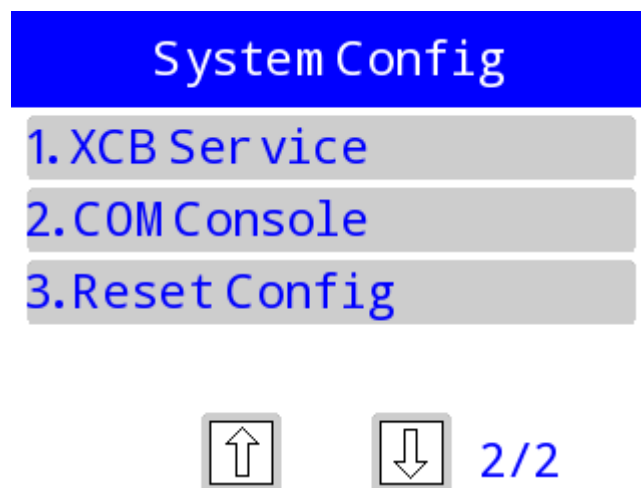 System Config
1. XCB Service
2. COM Console
3. Reset Config
2/2